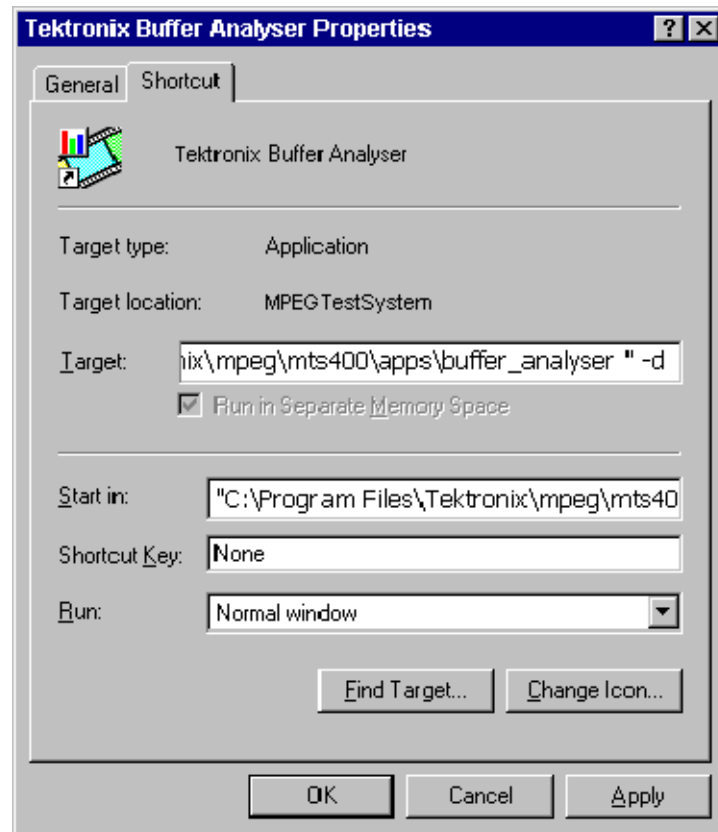 Tektronix Buffer Analyser Properties
General Shortcut
Tektronix Buffer Analyser
Target type: Application
Target location: MPEGTestSystem
Target: nix\mpeg\mts400\apps\buffer_analyser " -d
Run in Separate Memory Space
Start in: "C:\Program Files\Tektronix\mpeg\mts40
Shortcut Key: None
Run: Normal window
Find Target... Change Icon...
OK Cancel Apply